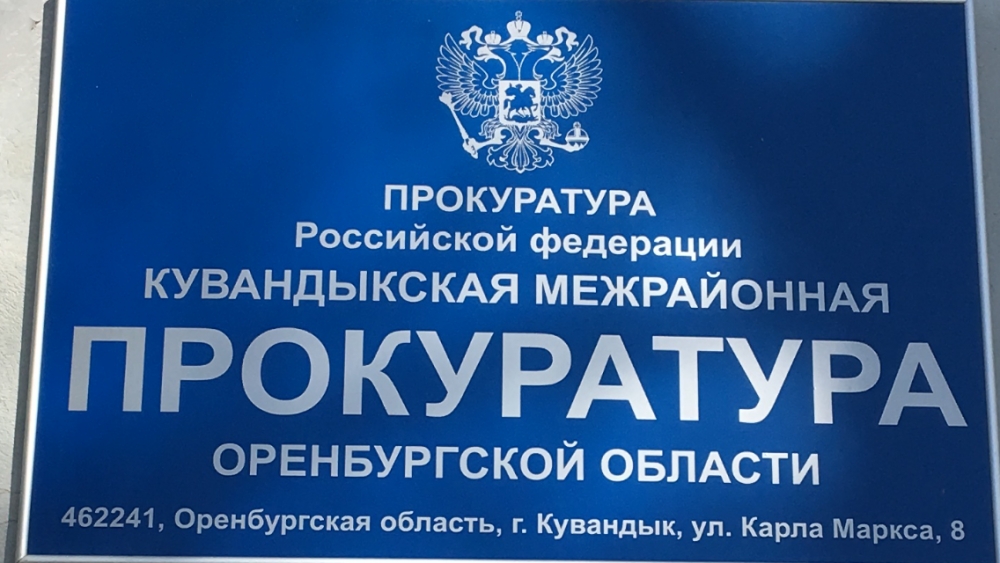 ПРОКУРАТУРА
Российской федерации
КУВАНДЫКСКАЯ МЕЖРАЙОННАЯ
ПРОКУРАТУРА
ОРЕНБУРГСКОЙ ОБЛАСТИ
462241, Оренбургская область, г. Кувандык, ул. Карла Маркса, 8